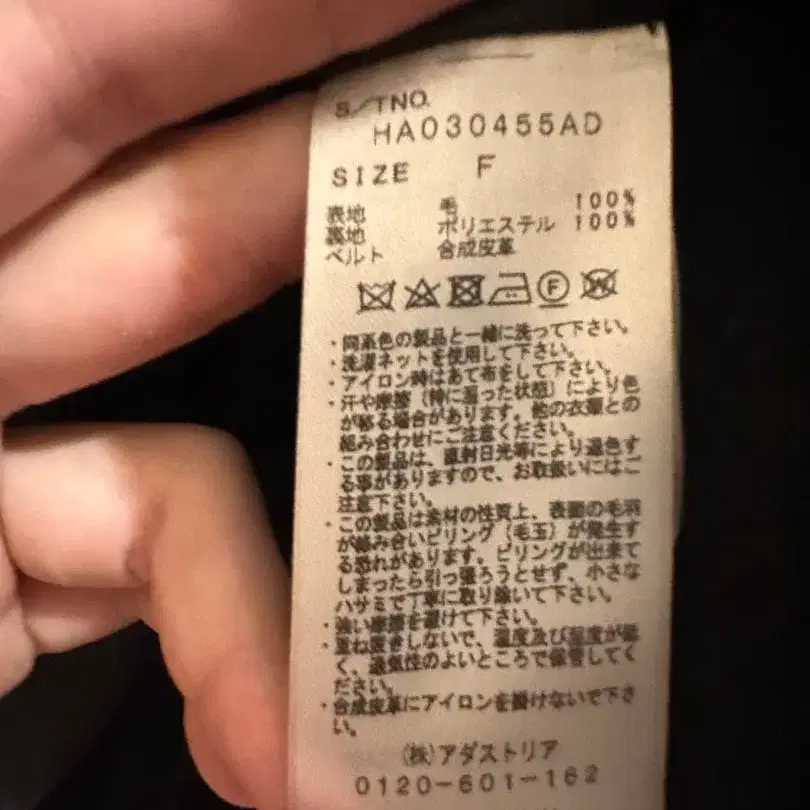 S/TNO.
HA030455AD
SIZE F
表地 毛 100%
裏地 ポリエステル 100%
ベルト 合成皮革
F W
・同系色の製品と一緒に洗って下さい。
・洗濯ネットを使用して下さい。
・アイロン時はあて布をして下さい。
・汗や摩擦（特に湿った状態）により色
が移る場合があります。他の衣類との
組み合わせにご注意ください。
・この製品は、直射日光等により退色す
る事がありますので、お取扱いにはご
注意下さい。
・この製品は素材の性質上、表面の毛羽
が絡み合いピリング（毛玉）が発生す
る恐れがあります。ピリングが出来て
しまったら引っ張ろうとせず、小さな
ハサミで丁寧に取り除いて下さい。
・強い摩擦を避けて下さい。
・重ね置きしないで、温度及び湿度が低
く、通気性のよいところで保管してく
ださい。
・合成皮革にアイロンを掛けないで下さ
い。
(株)アダストリア
0120-601-162